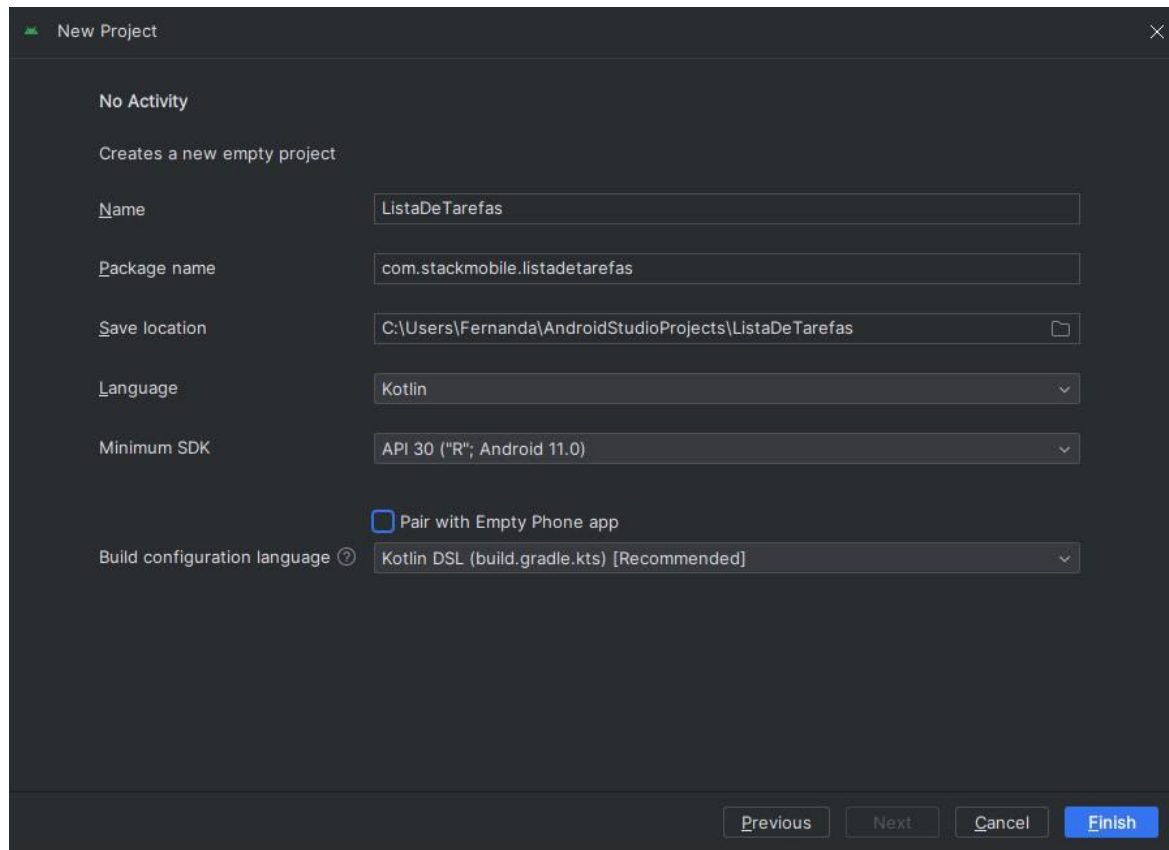 New Project
No Activity
Creates a new empty project
Name
ListaDeTarefas
Package name
com.stackmobile.listadetarefas
Save location
C:\Users\Fernanda\AndroidStudioProjects\ListaDeTarefas
Language
Kotlin
Minimum SDK
API 30 ("R"; Android 11.0)
Pair with Empty Phone app
Build configuration language ?
Kotlin DSL (build.gradle.kts) [Recommended]
Previous
Next
Cancel
Finish